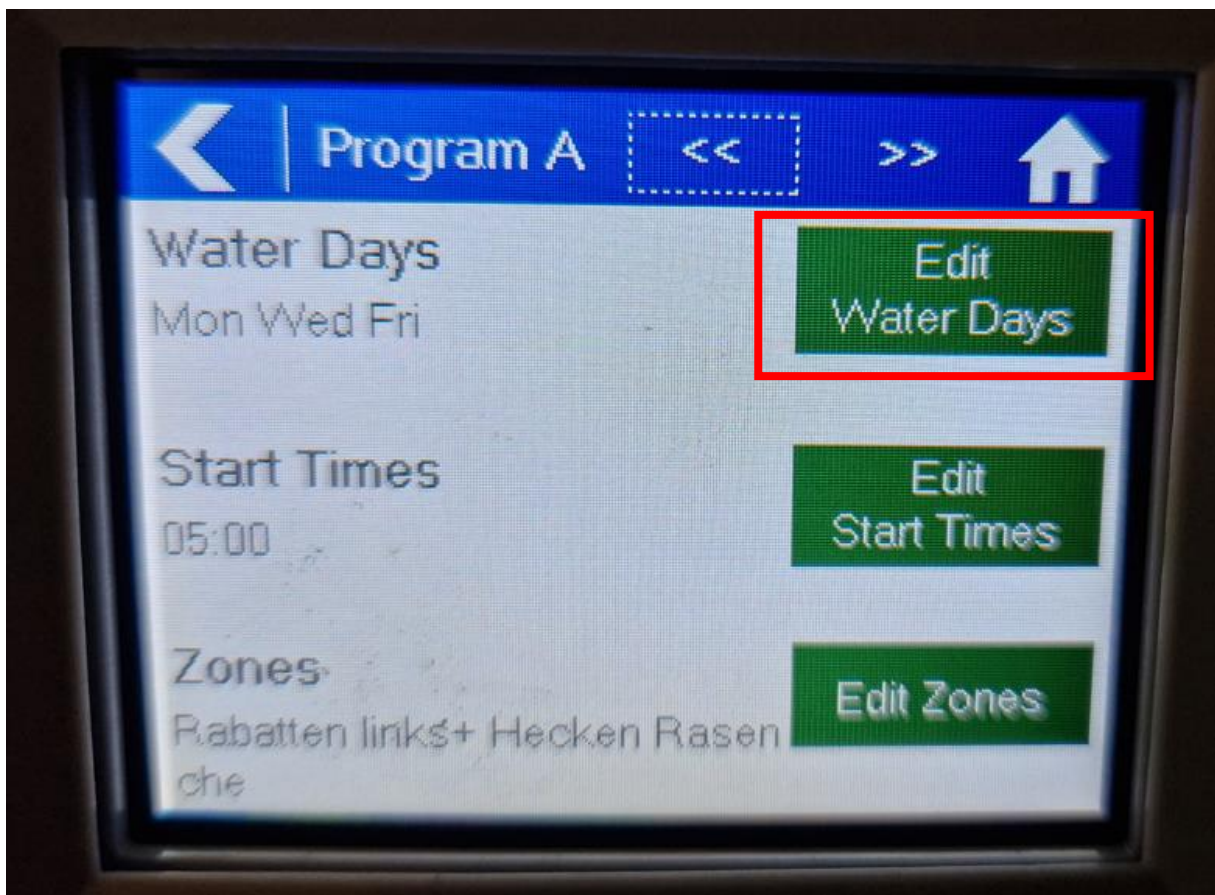 Program A << >>
Water Days
Mon Wed Fri
Edit
Water Days
Start Times
05:00
Edit
Start Times
Zones
Rabatten links+ Hecken Rasen
che
Edit Zones